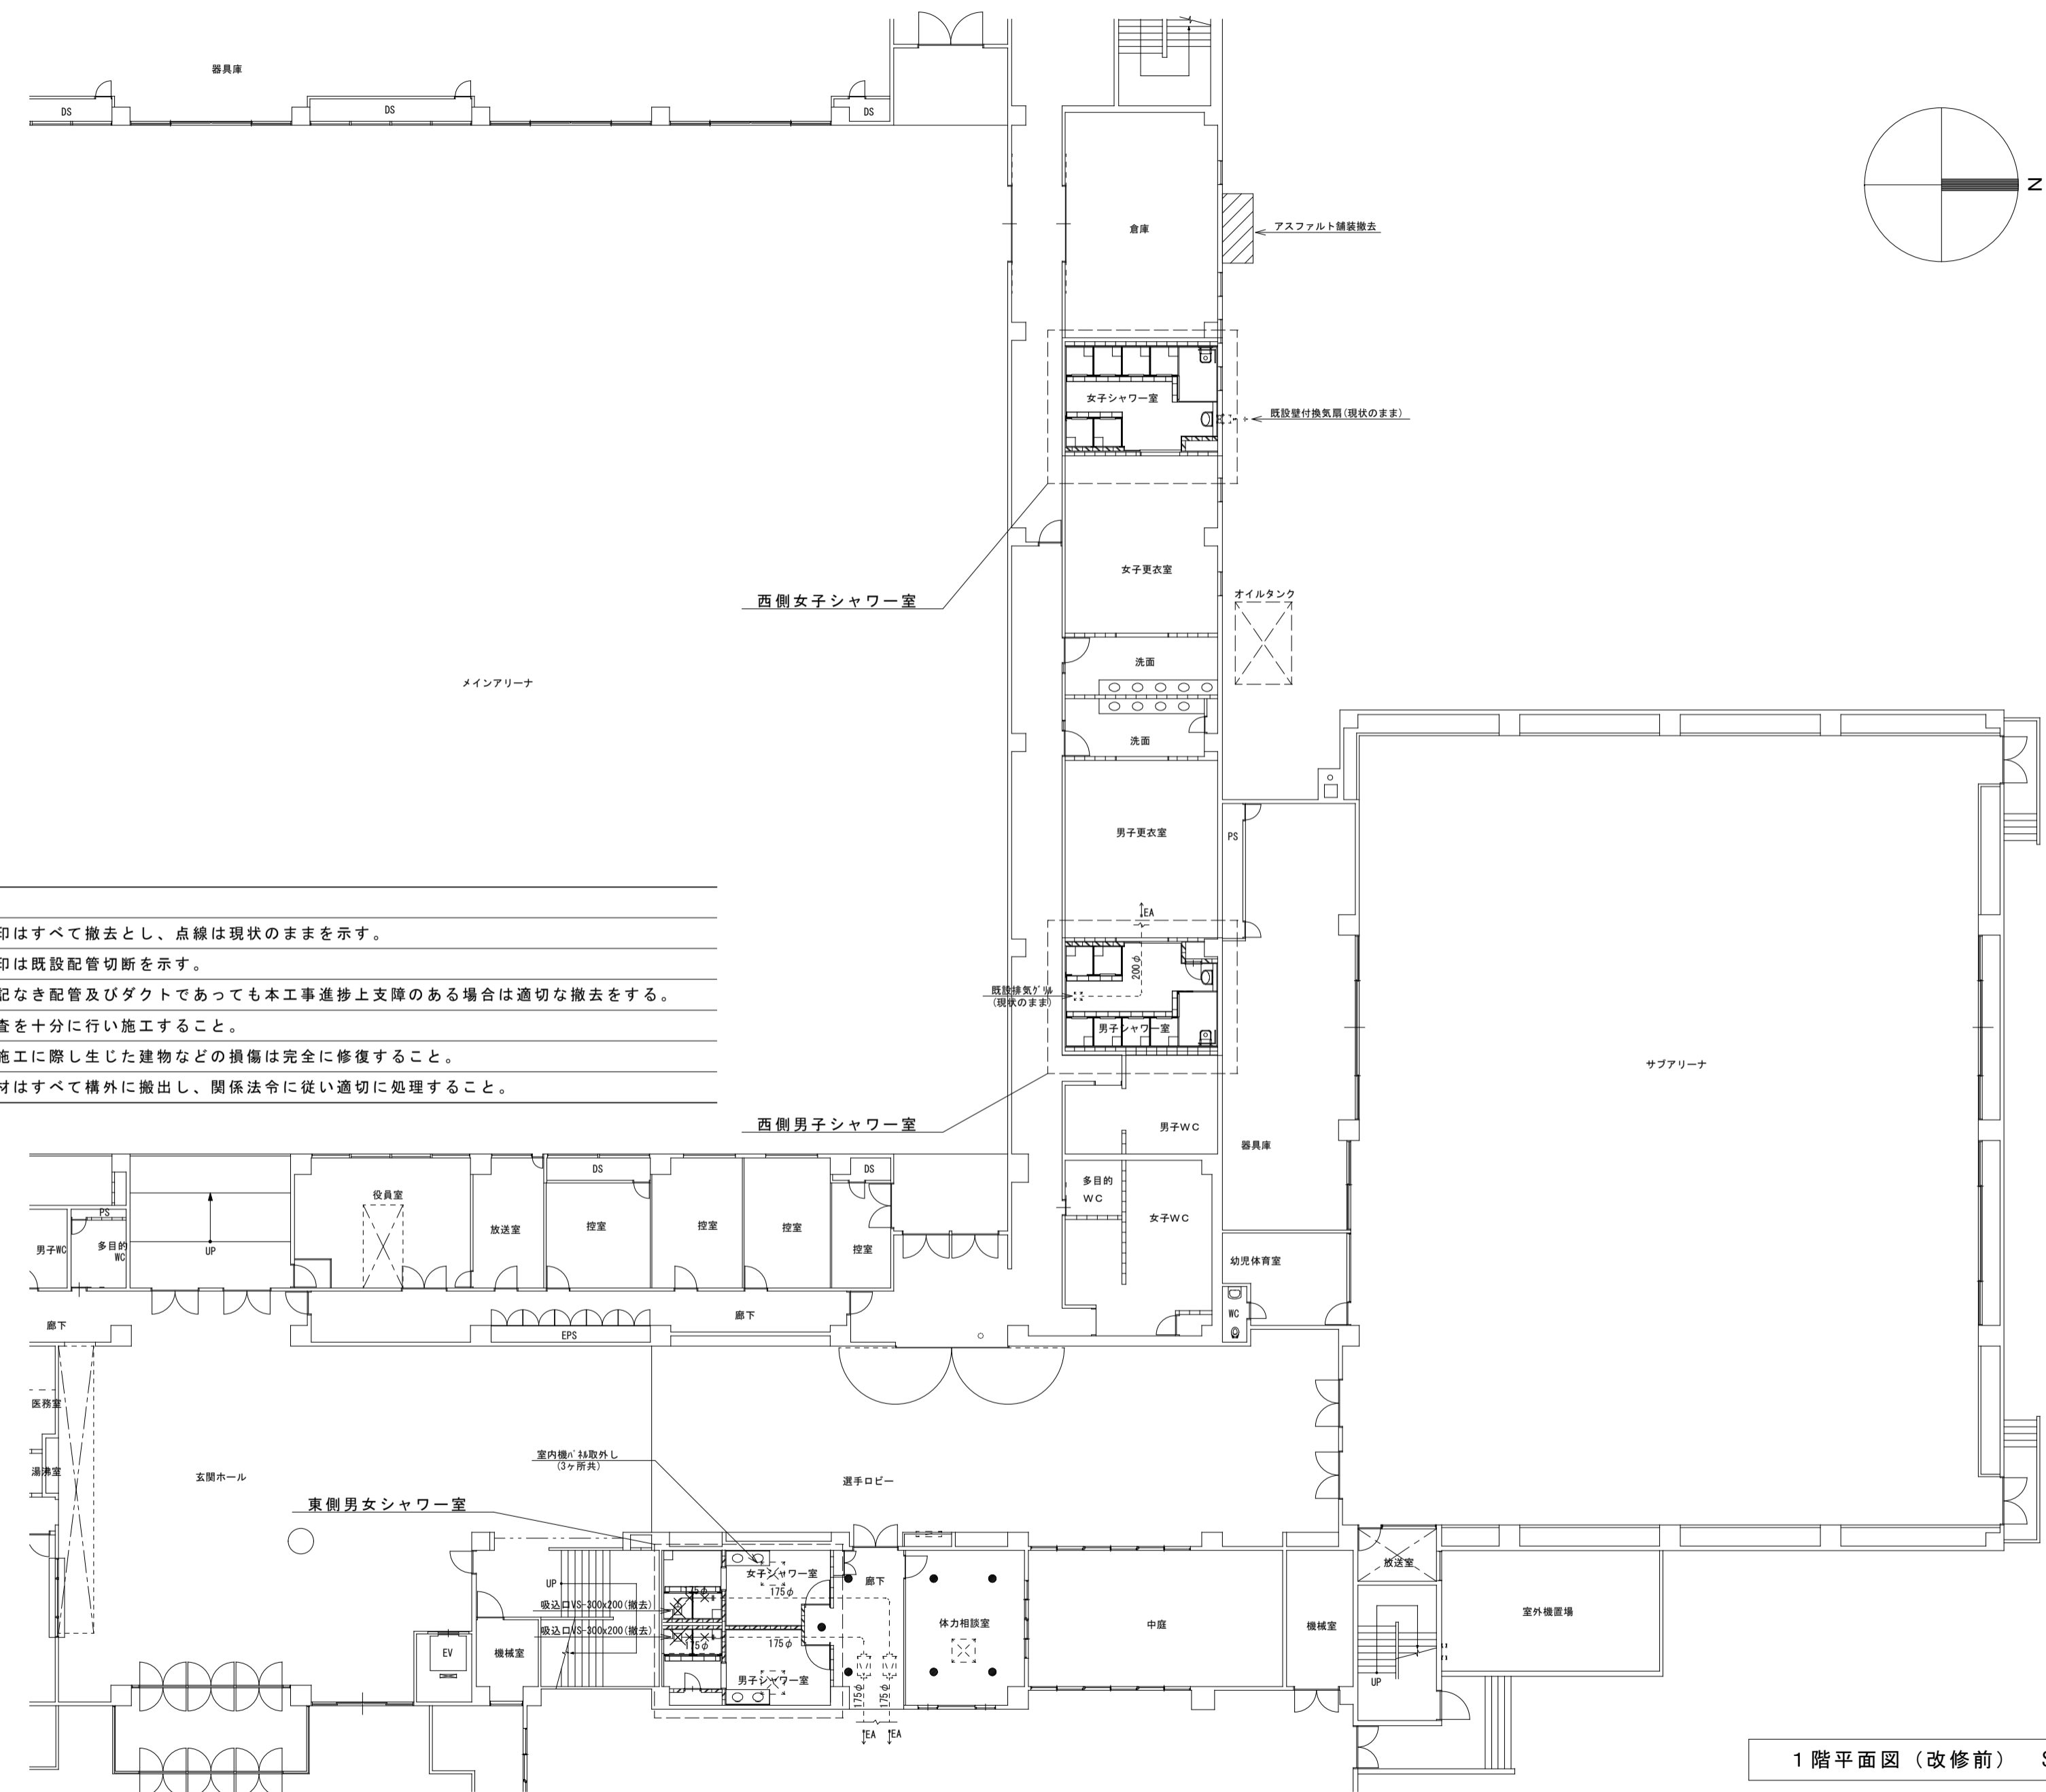 器具庫
DS
DS
DS
N
倉庫
アスファルト舗装撤去
女子シャワー室
既設壁付換気扇(現状のまま)
女子更衣室
西側女子シャワー室
オイルタンク
洗面
メインアリーナ
洗面
男子更衣室
PS
印はすべて撤去とし、点線は現状のままを示す。
印は既設配管切断を示す。
記なき配管及びダクトであっても本工事進捗上支障のある場合は適切な撤去をする。
査を十分に行い施工すること。
施工に際し生じた建物などの損傷は完全に修復すること。
材はすべて構外に搬出し、関係法令に従い適切に処理すること。
EA
200φ
既設排気ｸﾞﾘﾙ
(現状のまま)
男子シャワー室
サブアリーナ
西側男子シャワー室
男子WC
器具庫
DS
DS
多目的
WC
役員室
PS
放送室
控室
控室
控室
控室
女子WC
男子WC
多目的
WC
UP
幼児体育室
WC
廊下
廊下
EPS
医務室
室内機ﾊﾟﾈﾙ取外し
(3ヶ所共)
湯沸室
玄関ホール
選手ロビー
東側男女シャワー室
放送室
女子シャワー室
廊下
UP
175φ
175φ
吸込口VS-300x200(撤去)
室外機置場
体力相談室
中庭
機械室
吸込口VS-300x200(撤去)
175φ
175φ
EV
機械室
男子シャワー室
UP
175φ
175φ
EA
EA
1階平面図（改修前） S